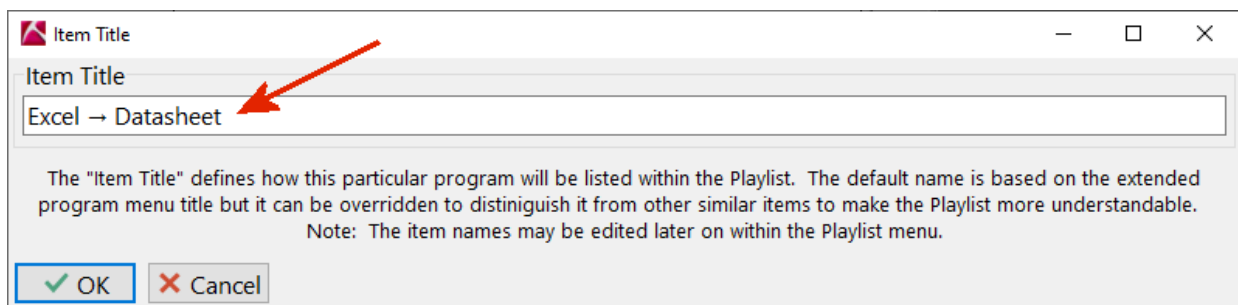 Item Title
Item Title
Excel → Datasheet
The "Item Title" defines how this particular program will be listed within the Playlist.  The default name is based on the extended
program menu title but it can be overridden to distiniguish it from other similar items to make the Playlist more understandable.
Note:  The item names may be edited later on within the Playlist menu.
OK Cancel